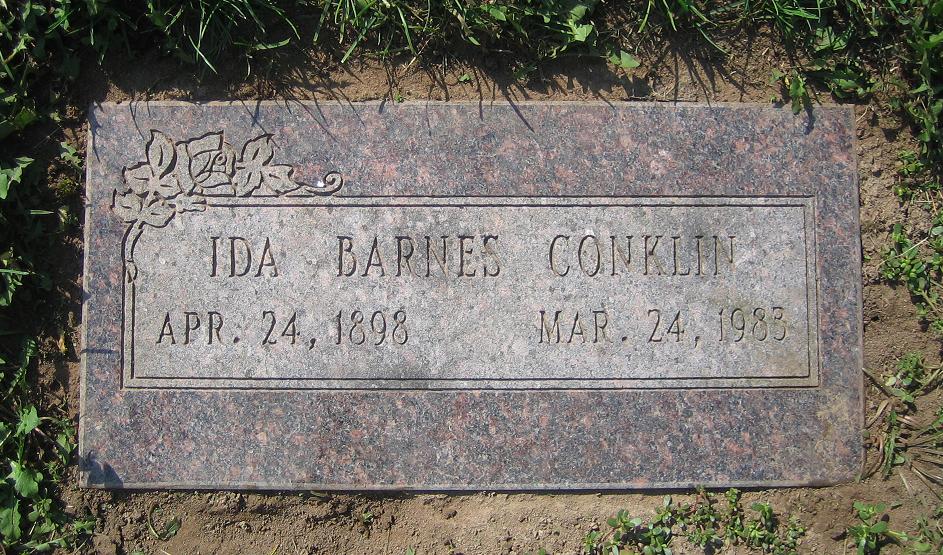 IDA BARNES CONKLIN
APR. 24, 1898 MAR. 24, 1983